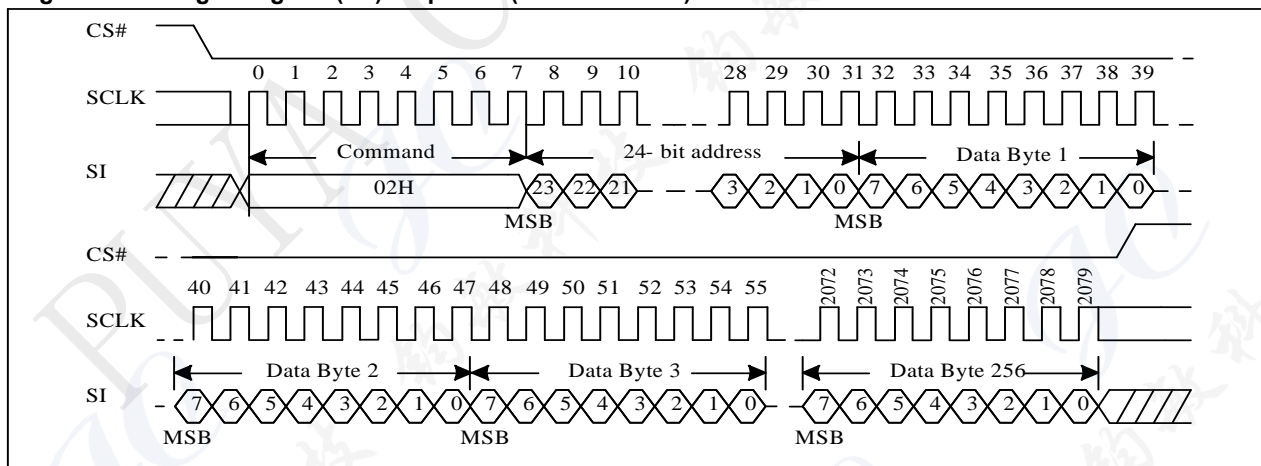 CS#
0 1 2 3 4 5 6 7 8 9 10 28 29 30 31 32 33 34 35 36 37 38 39
SCLK
Command 24- bit address Data Byte 1
SI
02H 23 22 21 3 2 1 0 7 6 5 4 3 2 1 0
MSB MSB
CS#
40 41 42 43 44 45 46 47 48 49 50 51 52 53 54 55 2072 2073 2074 2075 2076 2077 2078 2079
SCLK
Data Byte 2 Data Byte 3 Data Byte 256
SI
7 6 5 4 3 2 1 0 7 6 5 4 3 2 1 0 7 6 5 4 3 2 1 0
MSB MSB MSB
PUYA